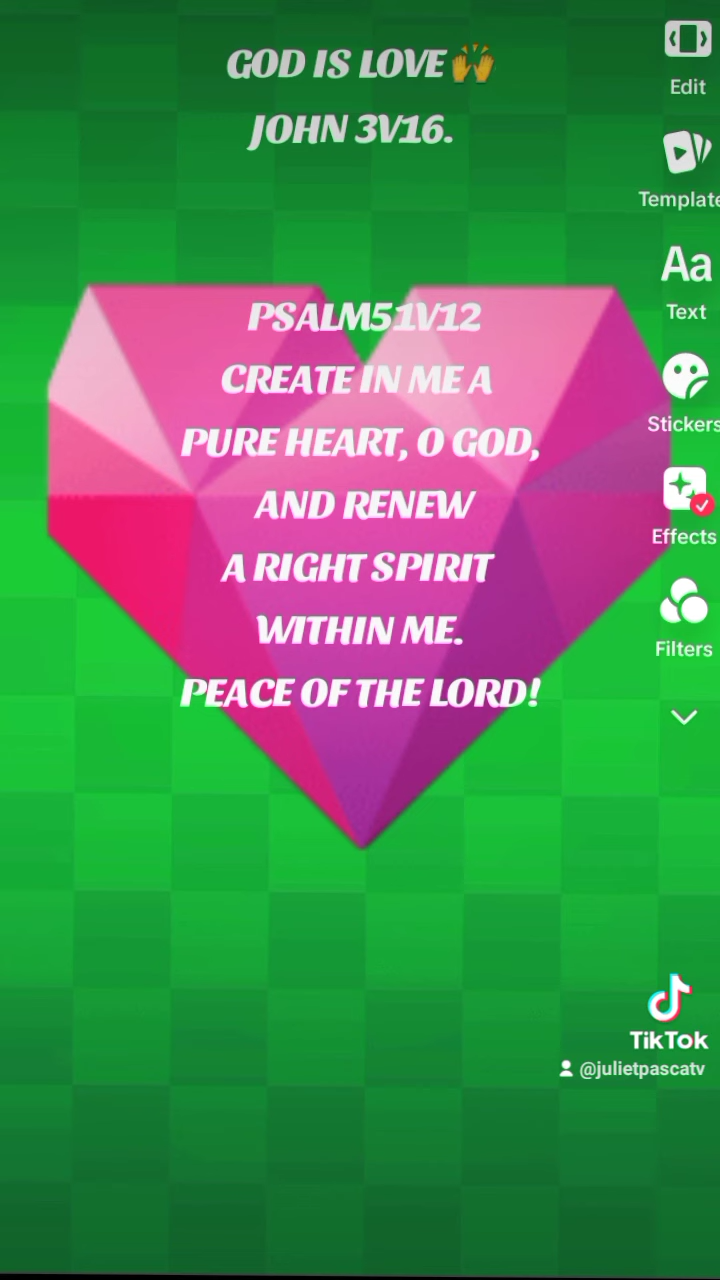 GOD IS LOVE 🙌
JOHN 3V16.
PSALM51V12
CREATE IN ME A
PURE HEART, O GOD,
AND RENEW
A RIGHT SPIRIT
WITHIN ME.
PEACE OF THE LORD!
Edit
Template
Aa
Text
Stickers
Effects
Filters
TikTok
@julietpascatv